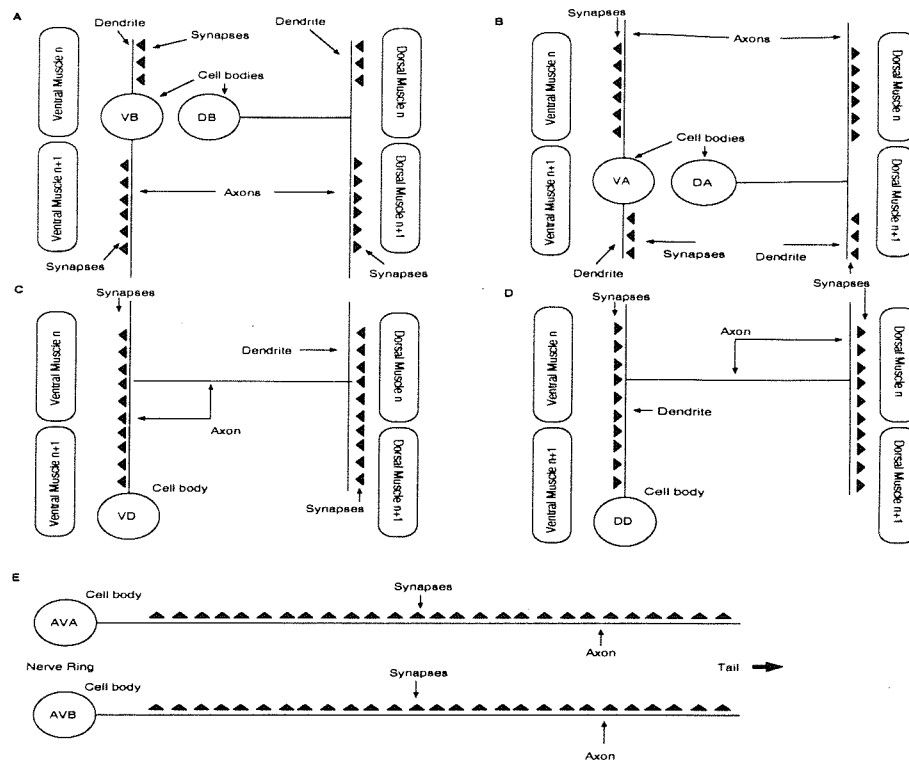 A
Dendrite
Synapses
Dendrite
Cell bodies
VB
DB
Ventral Muscle n
Ventral Muscle n+1
Dorsal Muscle n
Dorsal Muscle n+1
Axons
Synapses
Synapses
B
Synapses
Axons
Ventral Muscle n
Ventral Muscle n+1
Dorsal Muscle n
Dorsal Muscle n+1
Cell bodies
VA
DA
Synapses
Dendrite
Dendrite
Synapses
C
Synapses
Ventral Muscle n
Ventral Muscle n+1
Dendrite
Dorsal Muscle n
Dorsal Muscle n+1
Axon
Cell body
VD
Synapses
D
Synapses
Axon
Ventral Muscle n
Ventral Muscle n+1
Dorsal Muscle n
Dorsal Muscle n+1
Dendrite
Cell body
DD
E
Cell body
Synapses
AVA
Axon
Nerve Ring
Tail
Cell body
Synapses
AVB
Axon